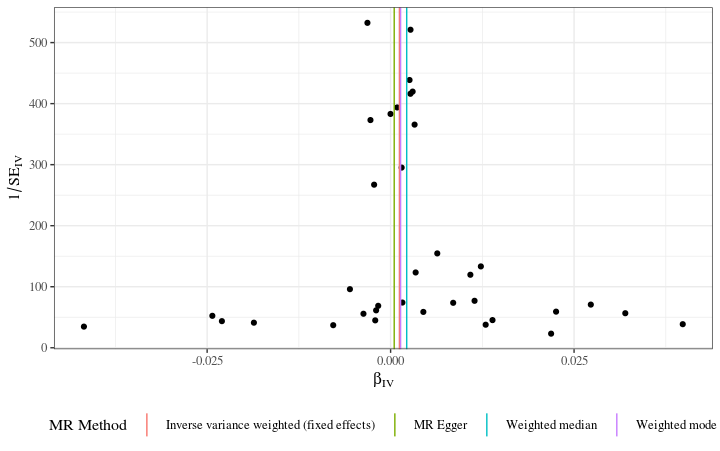 500
400
300
200
100
0
1/SE_IV
-0.025 0.000 0.025
β_IV
MR Method Inverse variance weighted (fixed effects) MR Egger Weighted median Weighted mode